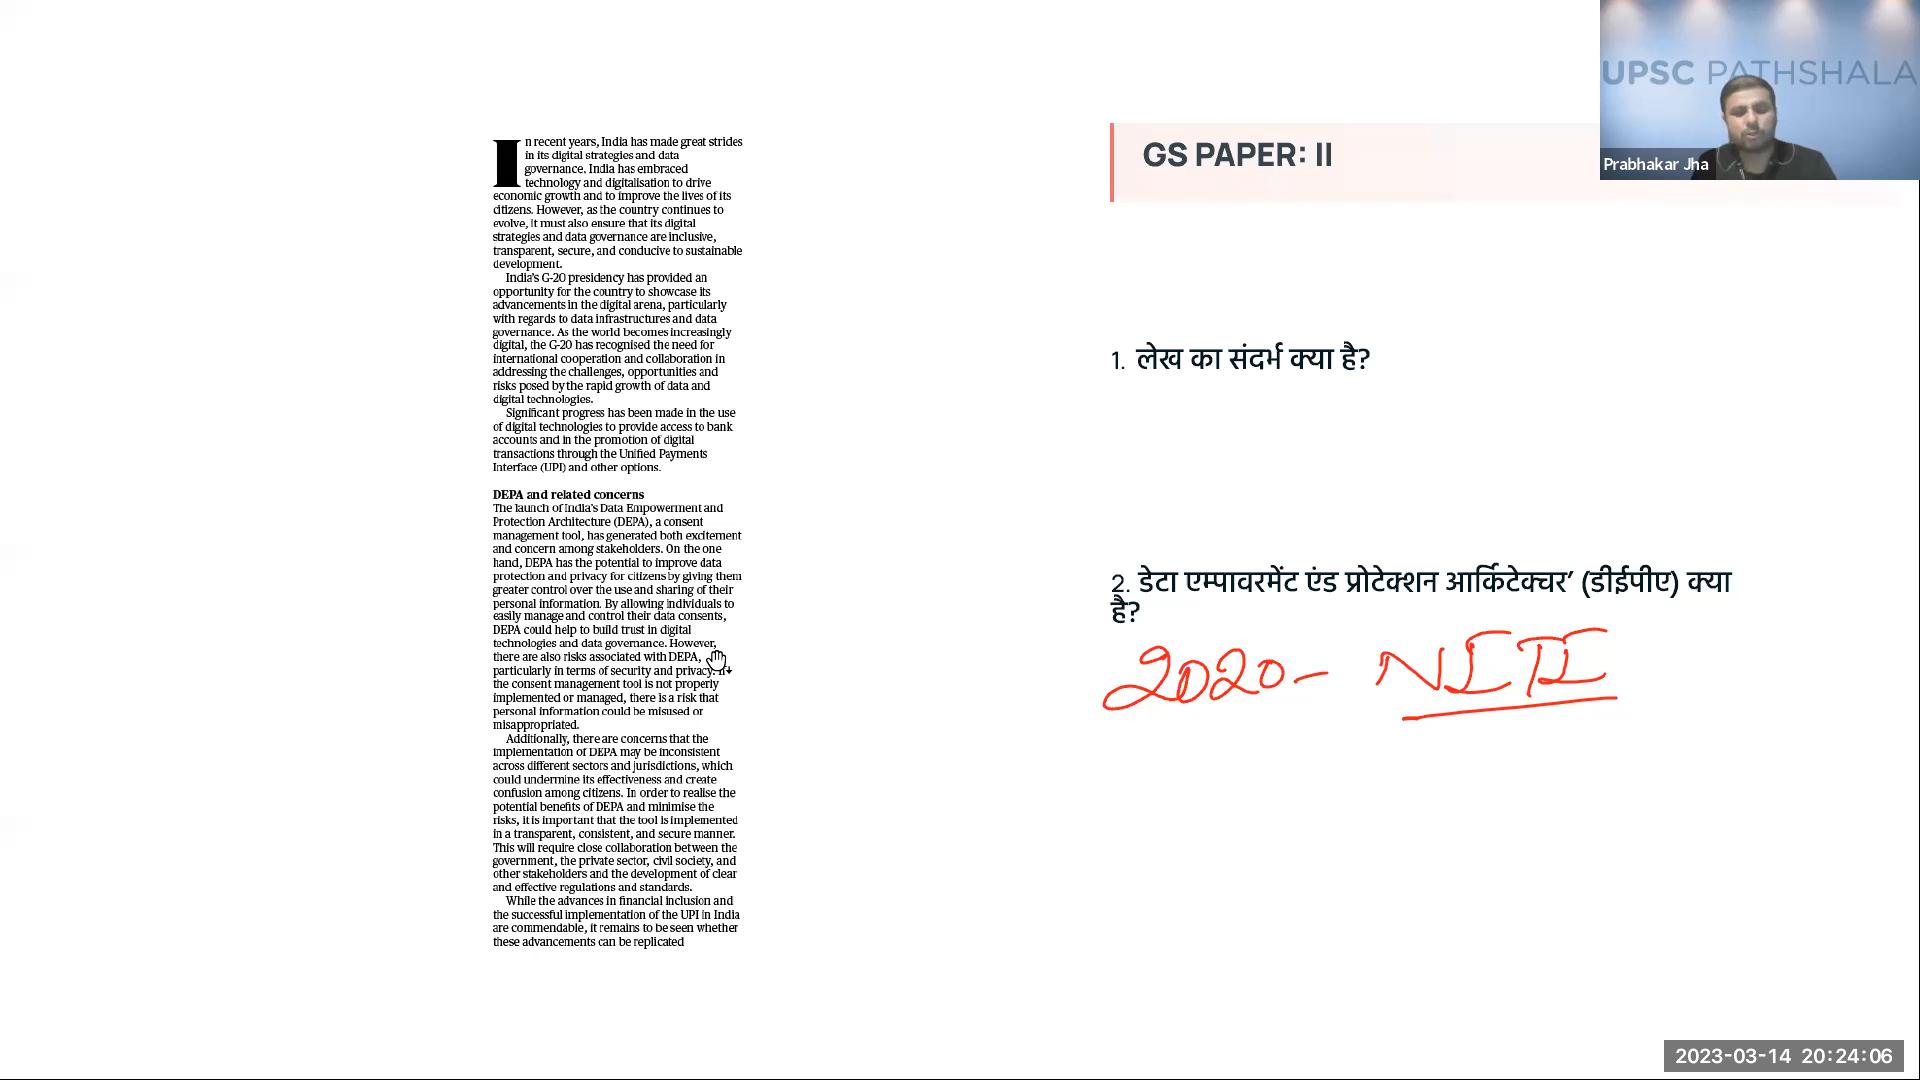 In recent years, India has made great strides
in its digital strategies and data
governance. India has embraced
technology and digitalisation to drive
economic growth and to improve the lives of its
citizens. However, as the country continues to
evolve, it must also ensure that its digital
strategies and data governance are inclusive,
transparent, secure, and conducive to sustainable
development.
India's G-20 presidency has provided an
opportunity for the country to showcase its
advancements in the digital arena, particularly
with regards to data infrastructures and data
governance. As the world becomes increasingly
digital, the G-20 has recognised the need for
international cooperation and collaboration in
addressing the challenges, opportunities and
risks posed by the rapid growth of data and
digital technologies.
Significant progress has been made in the use
of digital technologies to provide access to bank
accounts and in the promotion of digital
transactions through the Unified Payments
Interface (UPI) and other options.
DEPA and related concerns
The launch of India's Data Empowerment and
Protection Architecture (DEPA), a consent
management tool, has generated both excitement
and concern among stakeholders. On the one
hand, DEPA has the potential to improve data
protection and privacy for citizens by giving them
greater control over the use and sharing of their
personal information. By allowing individuals to
easily manage and control their data consents,
DEPA could help to build trust in digital
technologies and data governance. However,
there are also risks associated with DEPA,
particularly in terms of security and privacy. If
the consent management tool is not properly
implemented or managed, there is a risk that
personal information could be misused or
misappropriated.
Additionally, there are concerns that the
implementation of DEPA may be inconsistent
across different sectors and jurisdictions, which
could undermine its effectiveness and create
confusion among citizens. In order to realise the
potential benefits of DEPA and minimise the
risks, it is important that the tool is implemented
in a transparent, consistent, and secure manner.
This will require close collaboration between the
government, the private sector, civil society, and
other stakeholders and the development of clear
and effective regulations and standards.
While the advances in financial inclusion and
the successful implementation of the UPI in India
are commendable, it remains to be seen whether
these advancements can be replicated
GS PAPER: II
1. लेख का संदर्भ क्या है?
2. डेटा एम्पावरमेंट एंड प्रोटेक्शन आर्किटेक्चर’ (डीईपीए) क्या
है?
2020 - NITI
UPSC PATHSHALA
Prabhakar Jha
2023-03-14 20:24:06